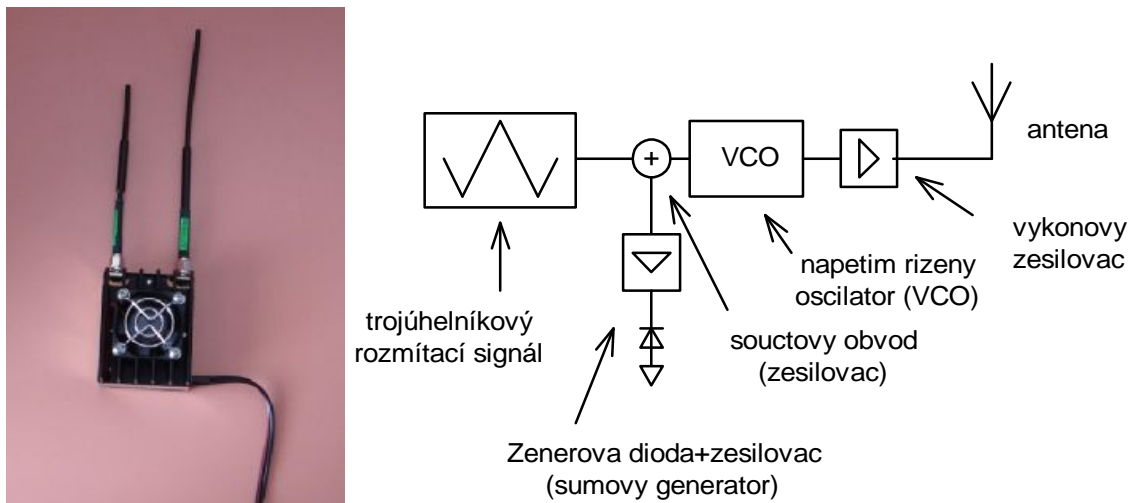 VCO
antena
vykonovy
zesilovac
napetim rizeny
oscilator (VCO)
trojúhelníkový
rozmítací signál
souctovy obvod
(zesilovac)
Zenerova dioda+zesilovac
(sumovy generator)